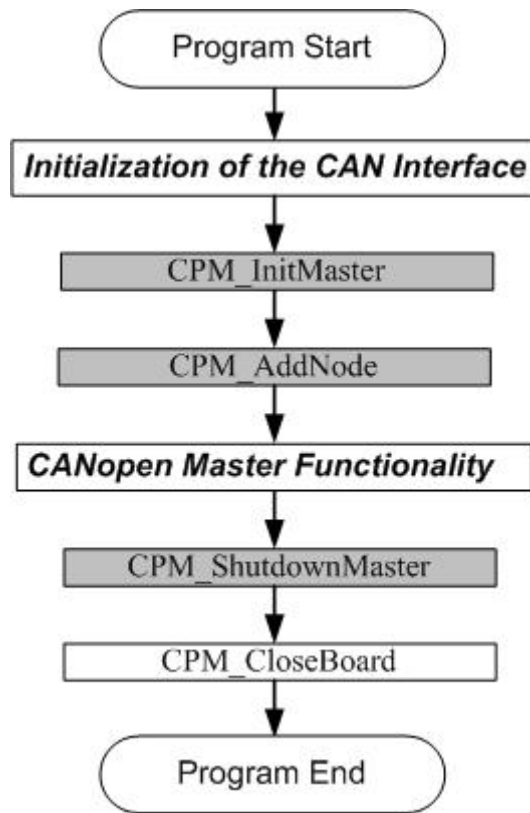 Program Start
Initialization of the CAN Interface
CPM_InitMaster
CPM_AddNode
CANopen Master Functionality
CPM_ShutdownMaster
CPM_CloseBoard
Program End